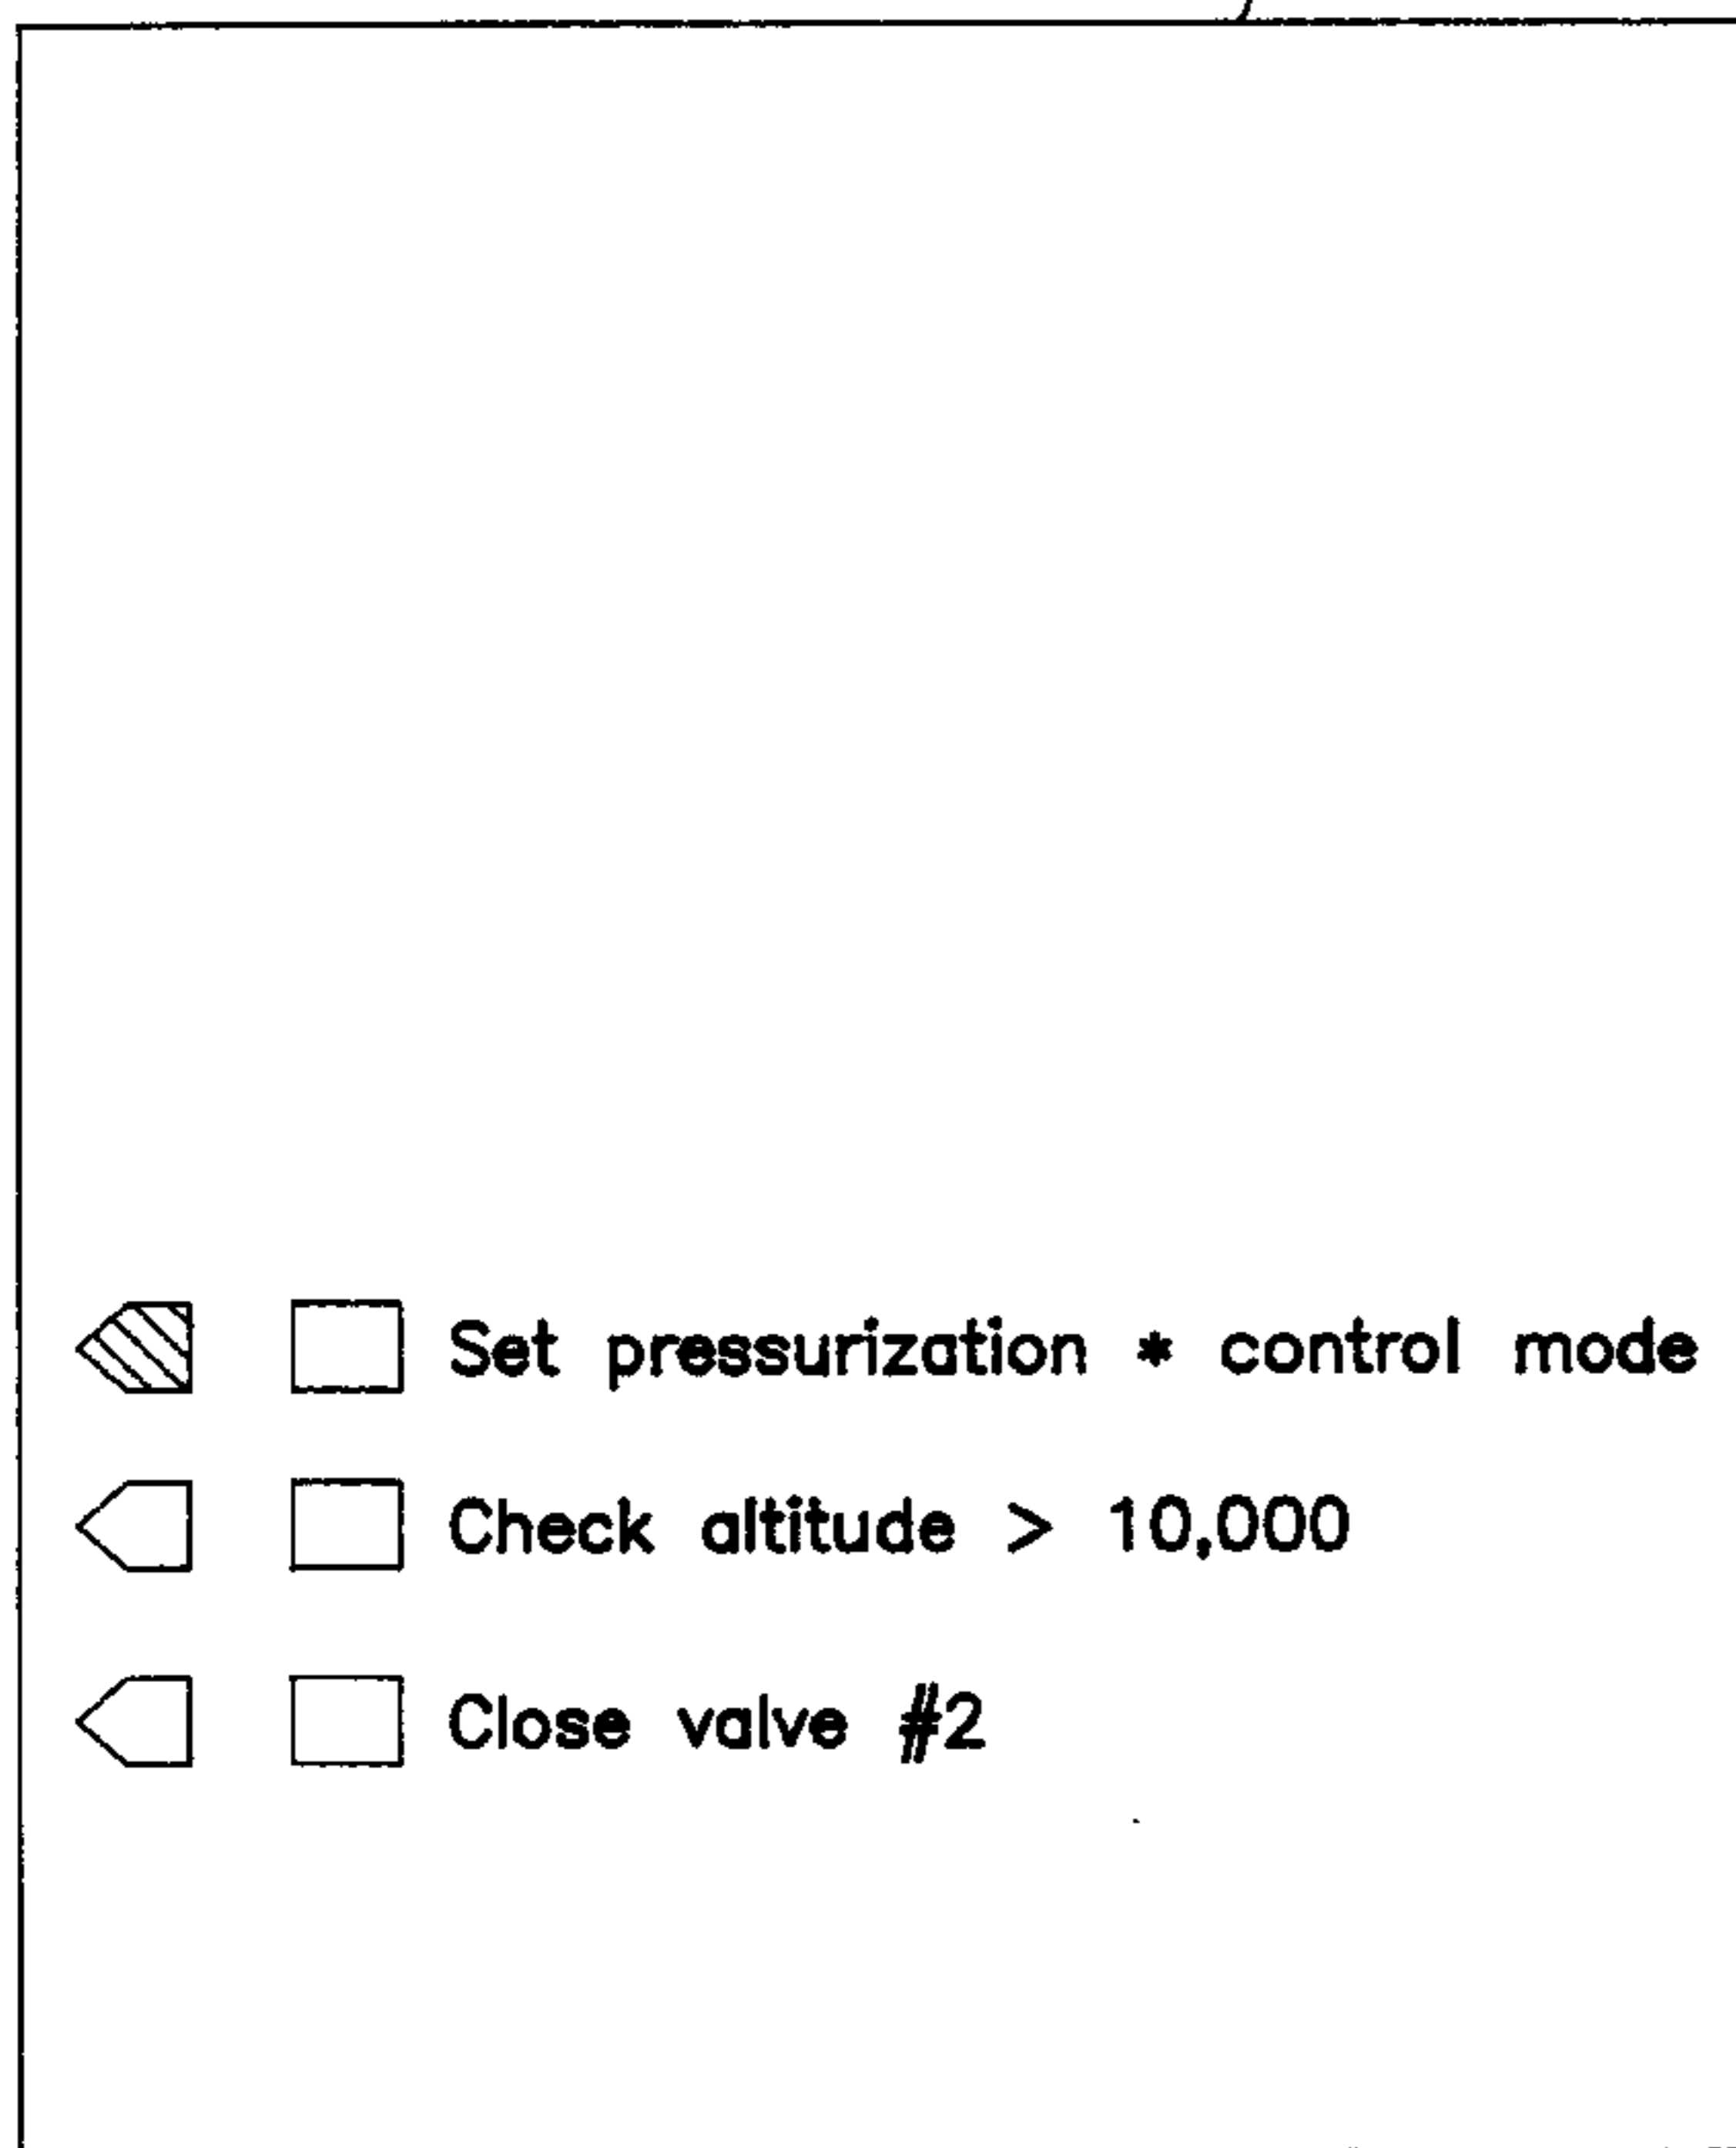 Set pressurization * control mode
Check altitude > 10,000
Close valve #2